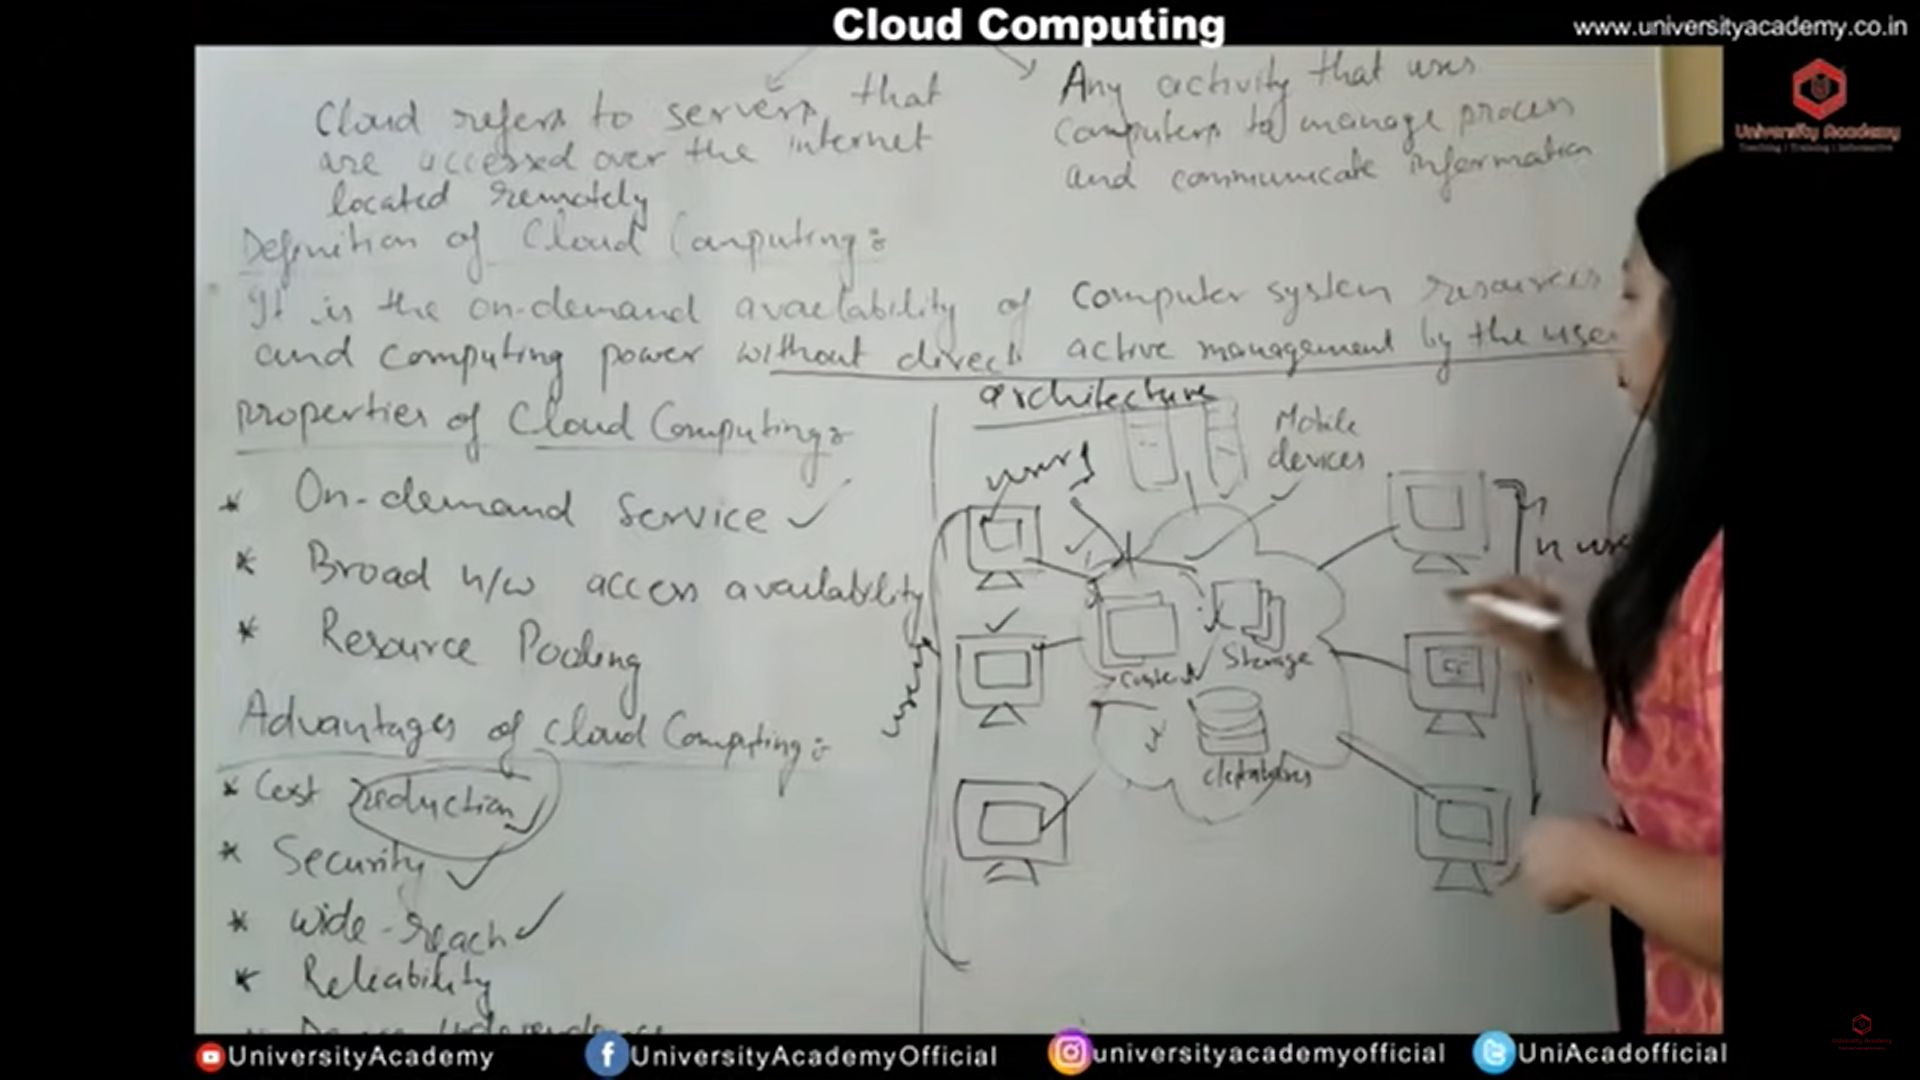 Cloud Computing
www.universityacademy.co.in
University Academy
Cloud refers to servers that
are accessed over the internet
located remotely
Any activity that uses
computers to manage process
and communicate information
Definition of Cloud Computing:
It is the on-demand availability of computer system resources
and computing power without direct active management by the use
properties of Cloud Computing:
* On-demand service ✓
* Broad n/w access availability
* Resource Pooling
Advantages of cloud Computing:
* Cost reduction ✓
* Security ✓
* wide-reach ✓
* Reliability
architecture
Mobile
devices
users
users
n use
Content
Storage
databases
UniversityAcademy
UniversityAcademyOfficial
universityacademyofficial
UniAcadofficial